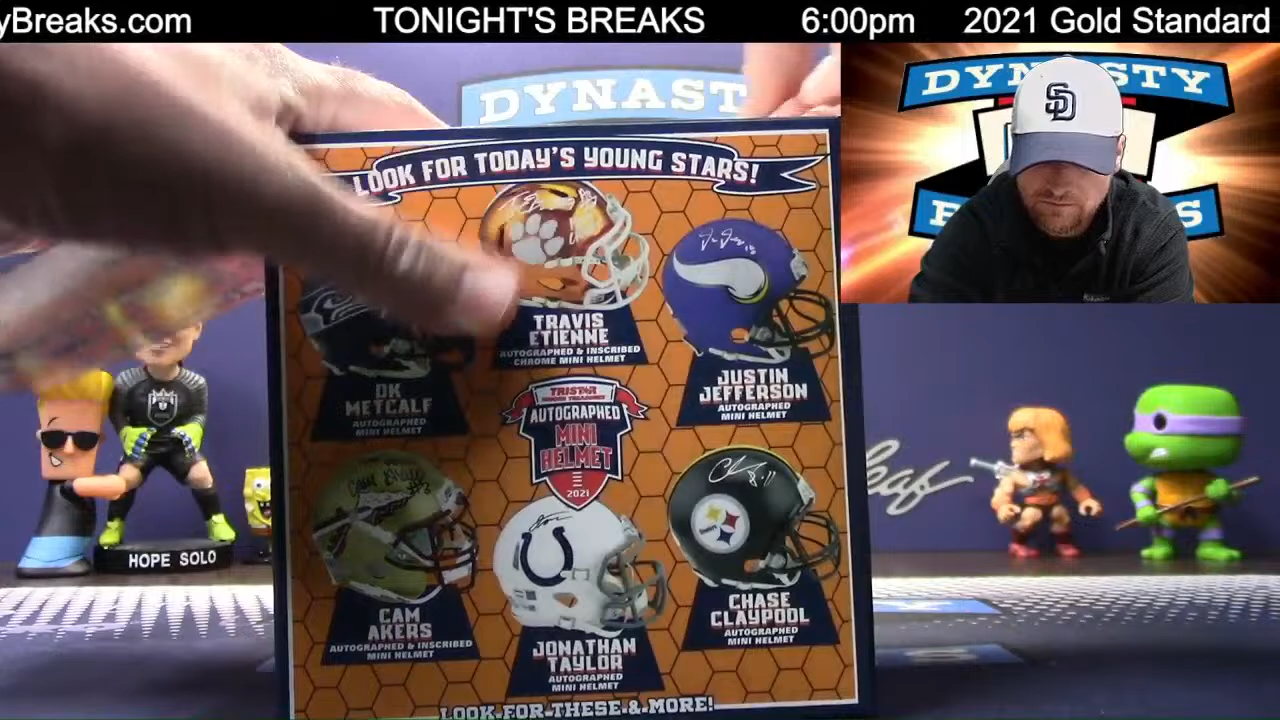 yBreaks.com TONIGHT'S BREAKS 6:00pm 2021 Gold Standard
DYNAST
DYNASTY
LOOK FOR TODAY'S YOUNG STARS!
SD
TRAVIS
ETIENNE
AUTOGRAPHED & INSCRIBED
CHROME MINI HELMET
DK
METCALF
AUTOGRAPHED
MINI HELMET
JUSTIN
JEFFERSON
AUTOGRAPHED
MINI HELMET
TRISTAR
AUTOGRAPHED
MINI
HELMET
2021
leaf
HOPE SOLO
CAM
AKERS
AUTOGRAPHED & INSCRIBED
MINI HELMET
JONATHAN
TAYLOR
AUTOGRAPHED
MINI HELMET
CHASE
CLAYPOOL
AUTOGRAPHED
MINI HELMET
LOOK FOR THESE & MORE!